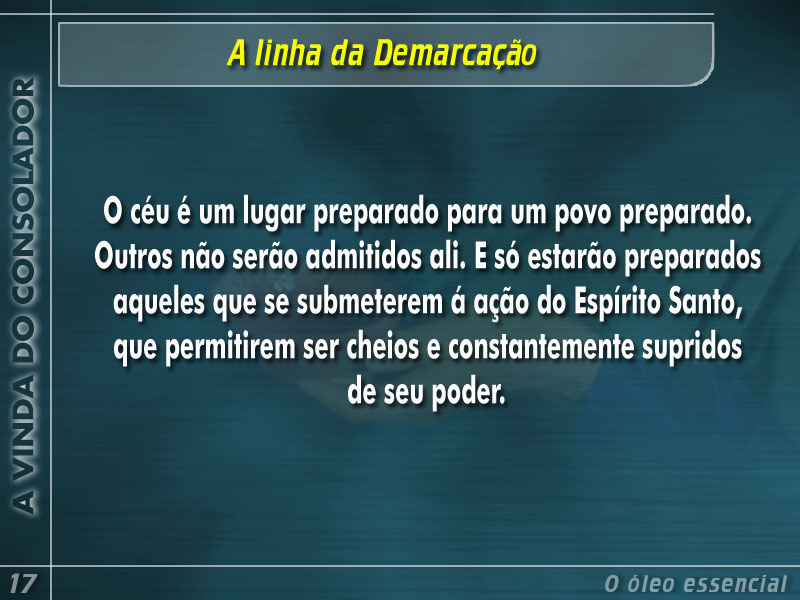 A linha da Demarcação
A VINDA DO CONSOLADOR
O céu é um lugar preparado para um povo preparado.
Outros não serão admitidos ali. E só estarão preparados
aqueles que se submeterem á ação do Espírito Santo,
que permitirem ser cheios e constantemente supridos
de seu poder.
17
O óleo essencial